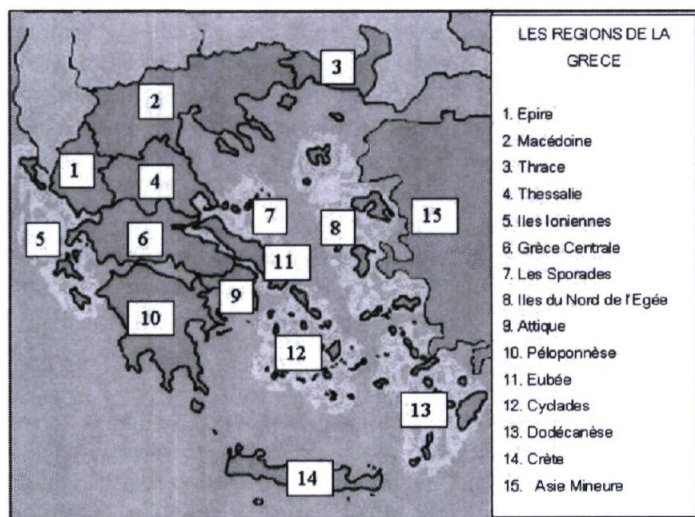 LES REGIONS DE LA
GRECE
1. Epire
2. Macédoine
3. Thrace
4. Thessalie
5. Iles Ioniennes
6. Grèce Centrale
7. Les Sporades
8. Iles du Nord de l'Egée
9. Attique
10. Péloponnèse
11. Eubée
12. Cyclades
13. Dodécanèse
14. Crète
15. Asie Mineure
3
2
1
4
7
15
5
6
8
11
9
10
12
13
14